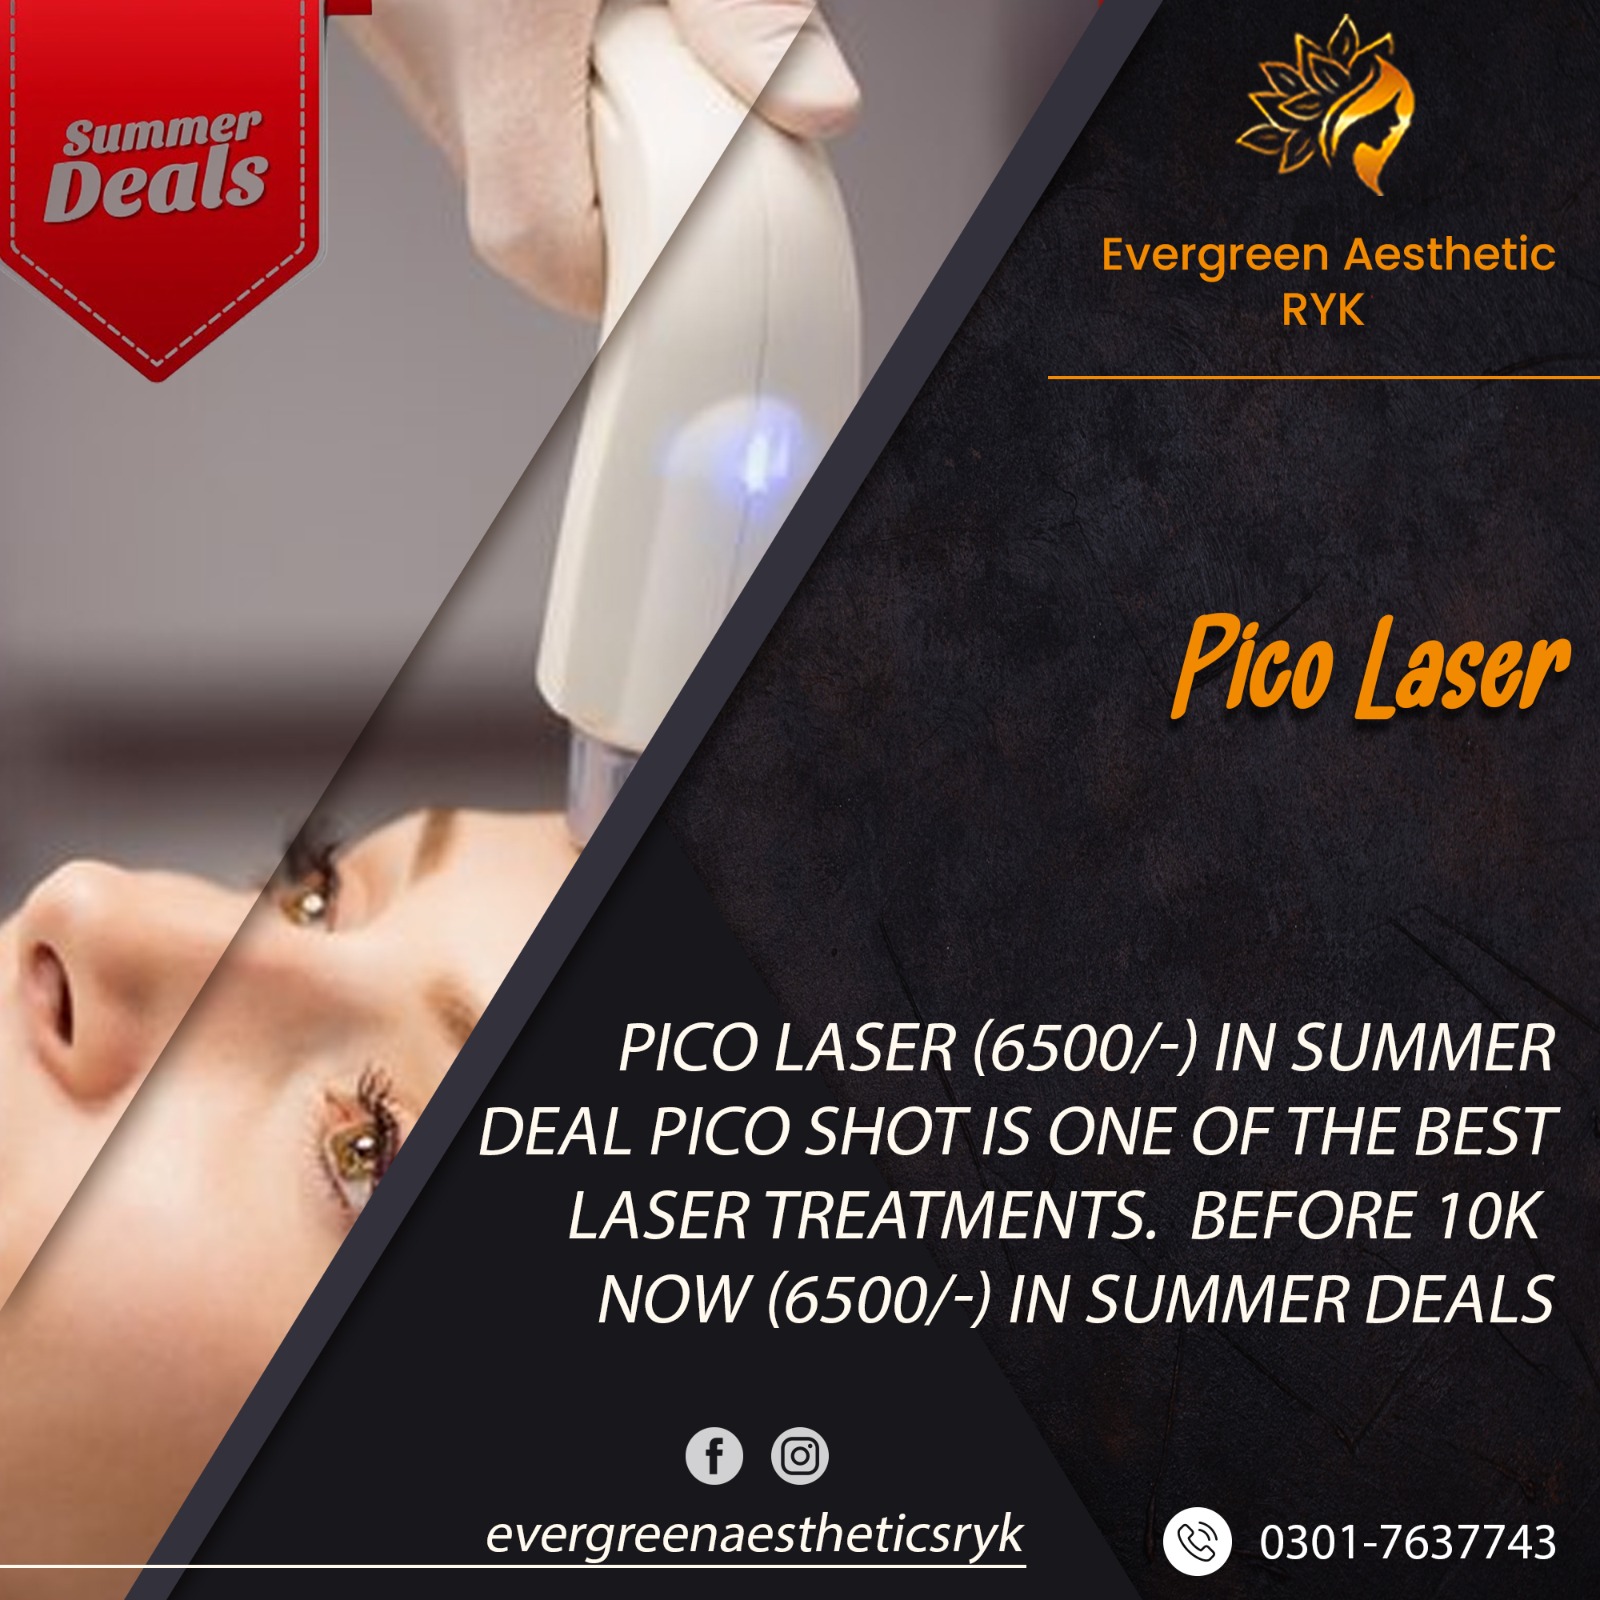 Summer
Deals
Evergreen Aesthetic
RYK
Pico Laser
PICO LASER (6500/-) IN SUMMER
DEAL PICO SHOT IS ONE OF THE BEST
LASER TREATMENTS.  BEFORE 10K
NOW (6500/-) IN SUMMER DEALS
evergreenaestheticsryk
0301-7637743